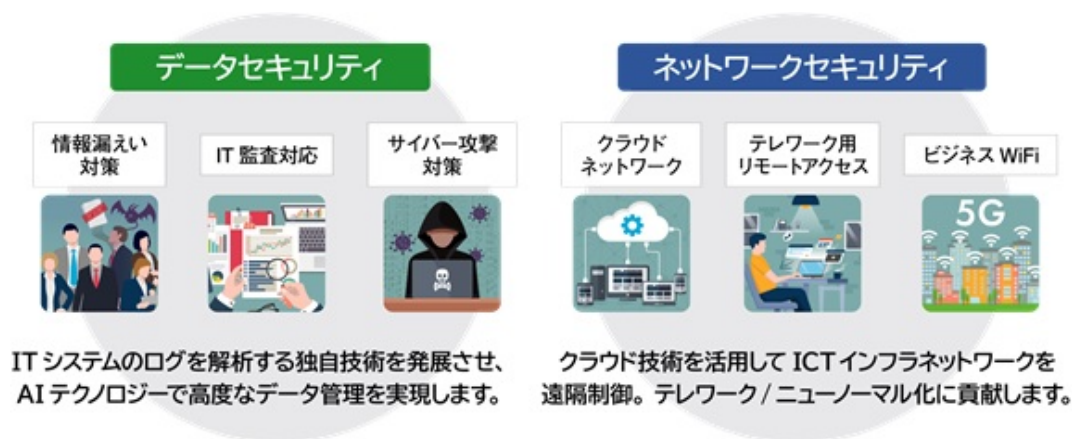 データセキュリティ
情報漏えい
対策
IT 監査対応
サイバー攻撃
対策
ITシステムのログを解析する独自技術を発展させ、
AIテクノロジーで高度なデータ管理を実現します。
ネットワークセキュリティ
クラウド
ネットワーク
テレワーク用
リモートアクセス
ビジネス WiFi
5G
クラウド技術を活用して ICTインフラネットワークを
遠隔制御。テレワーク/ニューノーマル化に貢献します。